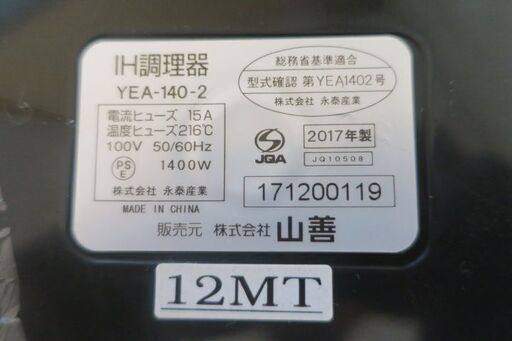 IH調理器
YEA-140-2
電流ヒューズ 15A
温度ヒューズ216℃
100V 50/60Hz
PSE 1400W
株式会社 永泰産業
MADE IN CHINA
総務省基準適合
型式確認 第YEA1402号
株式会社 永泰産業
JQA
2017年製
JQ10508
171200119
販売元 株式会社 山善
12MT